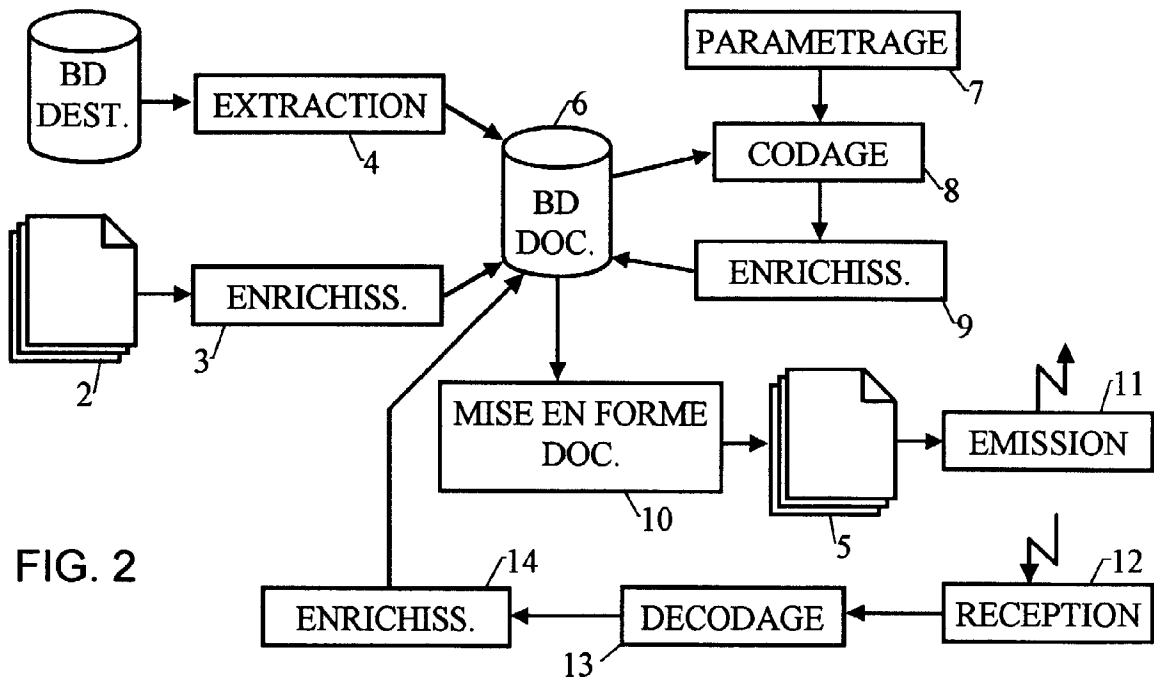 BD
DEST.
EXTRACTION
4
6
BD
DOC.
PARAMETRAGE
7
CODAGE
8
ENRICHISS.
9
2
ENRICHISS.
3
MISE EN FORME
DOC.
10
5
11
EMISSION
FIG. 2
14
ENRICHISS.
DECODAGE
13
12
RECEPTION